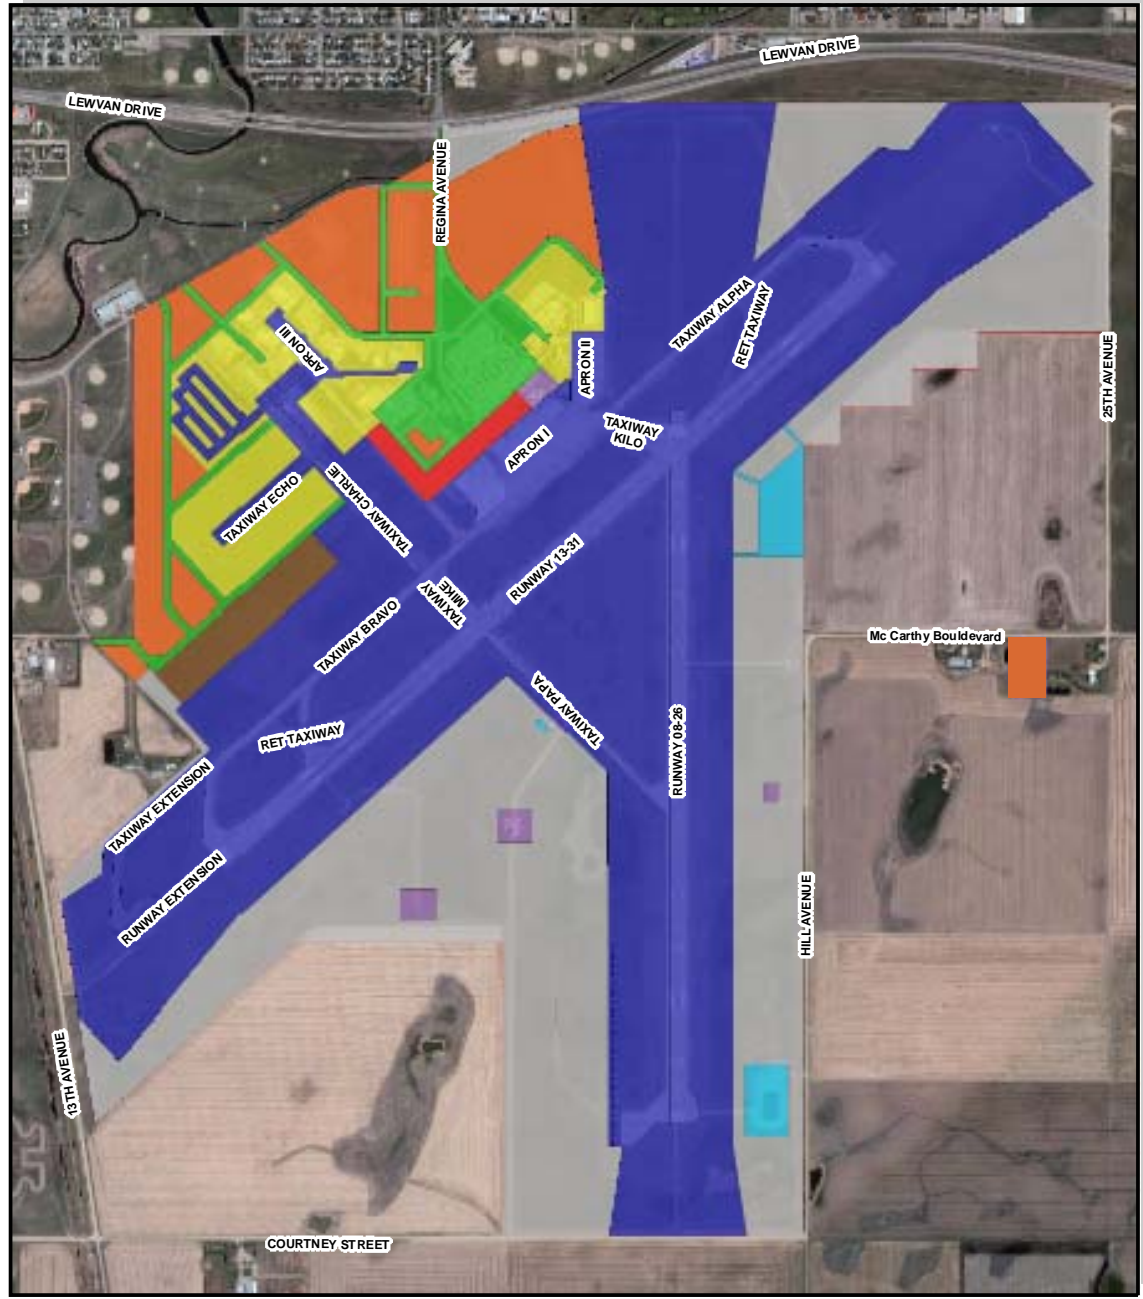 LEWVAN DRIVE
LEWVAN DRIVE
REGINA AVENUE
TAXIWAY ALPHA
RET TAXIWAY
APRON III
APRON II
25TH AVENUE
TAXIWAY
KILO
APRON I
TAXIWAY ECHO
TAXIWAY CHARLIE
RUNWAY 13-31
TAXIWAY
MIKE
TAXIWAY BRAVO
Mc Carthy Bouldevard
TAXIWAY PAPA
RET TAXIWAY
RUNWAY 08-26
TAXIWAY EXTENSION
RUNWAY EXTENSION
HILL AVENUE
13TH AVENUE
COURTNEY STREET